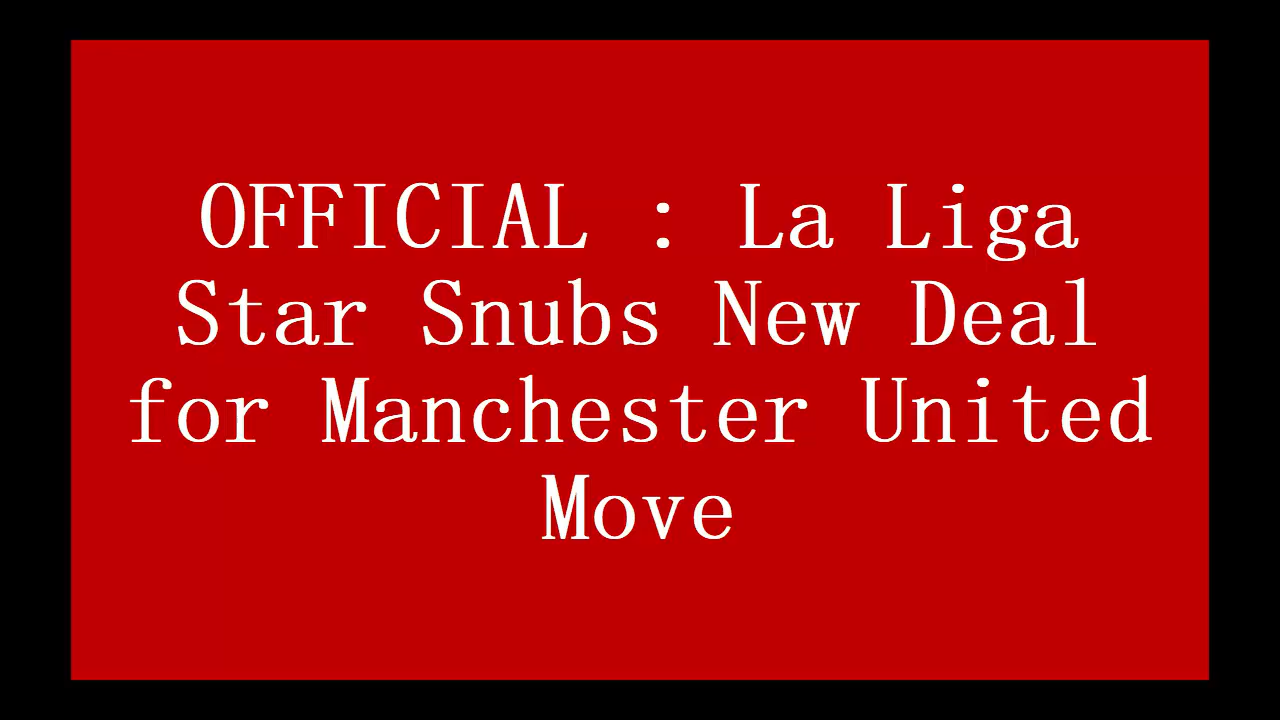 OFFICIAL : La Liga
Star Snubs New Deal
for Manchester United
Move